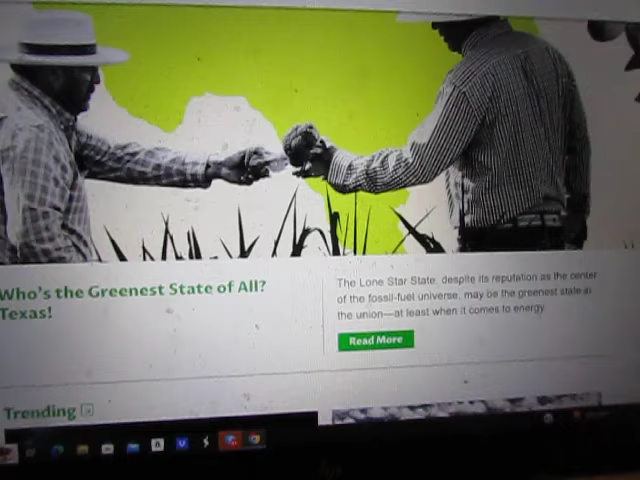 Who's the Greenest State of All?
Texas!
The Lone Star State, despite its reputation as the center
of the fossil-fuel universe, may be the greenest state in
the union—at least when it comes to energy.
Read More
Trending